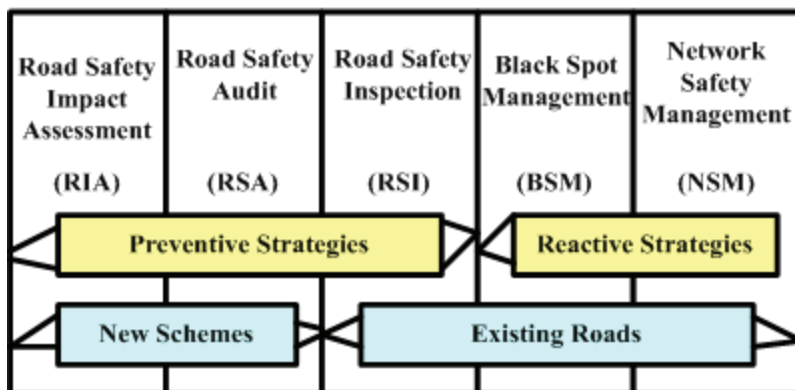 Road Safety
Impact
Assessment
(RIA)
Road Safety
Audit
(RSA)
Road Safety
Inspection
(RSI)
Black Spot
Management
(BSM)
Network
Safety
Management
(NSM)
Preventive Strategies
Reactive Strategies
New Schemes
Existing Roads